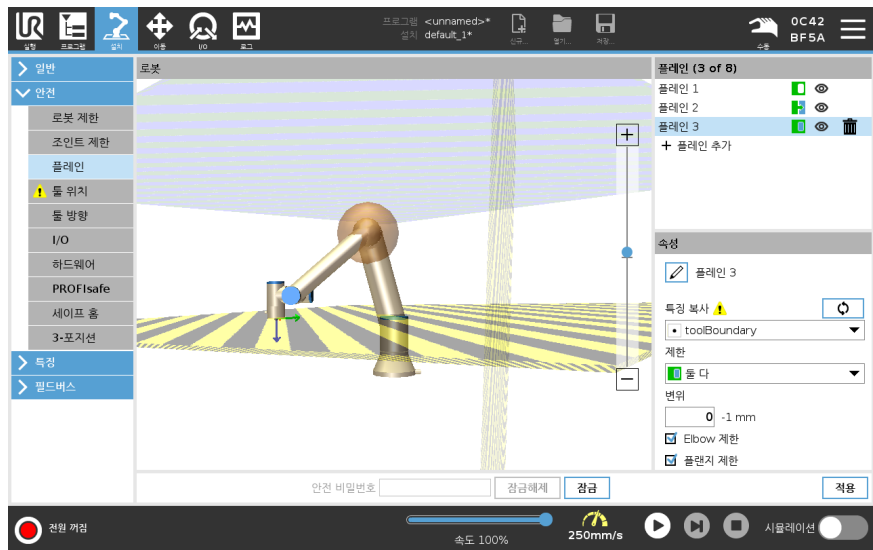 프로그램 <unnamed>*
설치 default_1*
실행
프로그램
설치
이동
I/O
로그
신규...
열기...
저장...
수동
0C42
BF5A
일반
안전
로봇 제한
조인트 제한
플레인
툴 위치
툴 방향
I/O
하드웨어
PROFIsafe
세이프 홈
3-포지션
특징
필드버스
로봇
플레인 (3 of 8)
플레인 1
플레인 2
플레인 3
플레인 추가
속성
플레인 3
특징 복사
toolBoundary
제한
둘 다
변위
0 -1 mm
Elbow 제한
플랜지 제한
안전 비밀번호
잠금해제
잠금
적용
전원 꺼짐
속도 100%
250mm/s
시뮬레이션